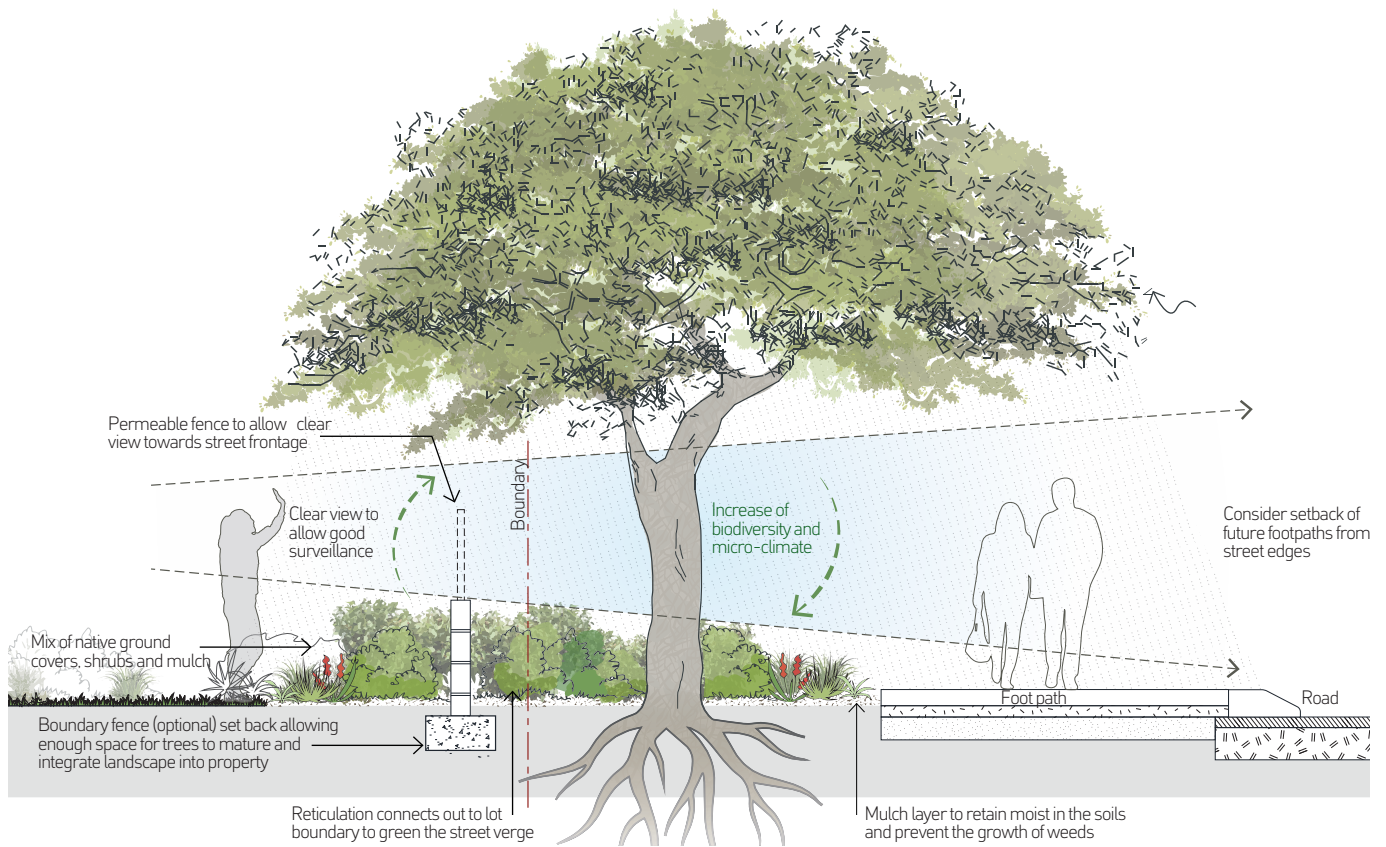 Permeable fence to allow clear
view towards street frontage
Boundary
Clear view to
allow good
surveillance
Increase of
biodiversity and
micro-climate
Consider setback of
future footpaths from
street edges
Mix of native ground
covers, shrubs and mulch
Foot path
Road
Boundary fence (optional) set back allowing
enough space for trees to mature and
integrate landscape into property
Reticulation connects out to lot
boundary to green the street verge
Mulch layer to retain moist in the soils
and prevent the growth of weeds